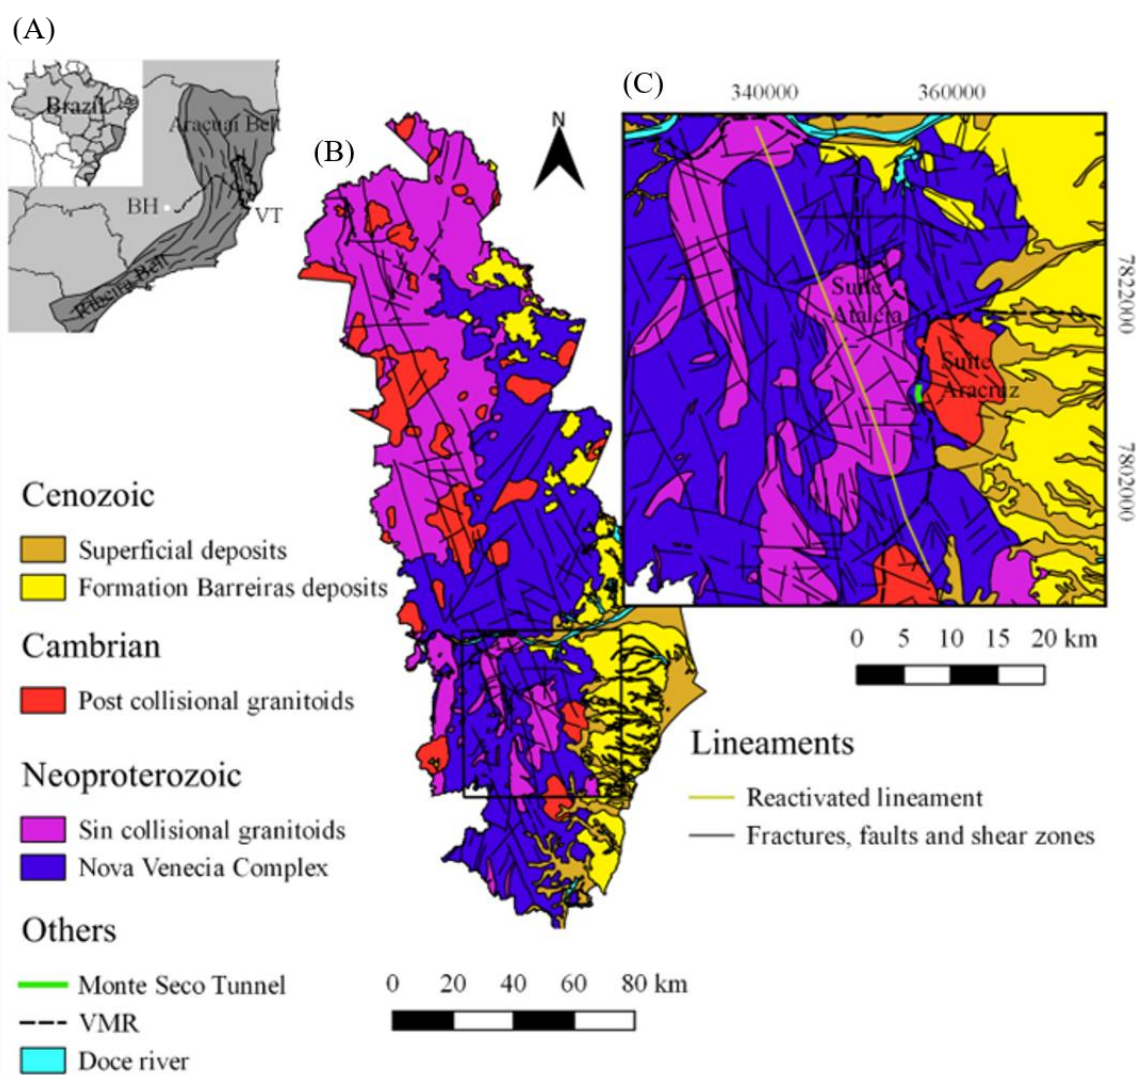 (A)
Brazil
Araçuaí Belt
BH
VT
Ribeira Belt
(B)
N
(C)
340000
360000
7822000
7802000
Suíte
Ataléia
Suíte
Aracruz
0 5 10 15 20 km
Cenozoic
Superficial deposits
Formation Barreiras deposits
Cambrian
Post collisional granitoids
Neoproterozoic
Sin collisional granitoids
Nova Venecia Complex
Others
Monte Seco Tunnel
VMR
Doce river
Lineaments
Reactivated lineament
Fractures, faults and shear zones
0 20 40 60 80 km